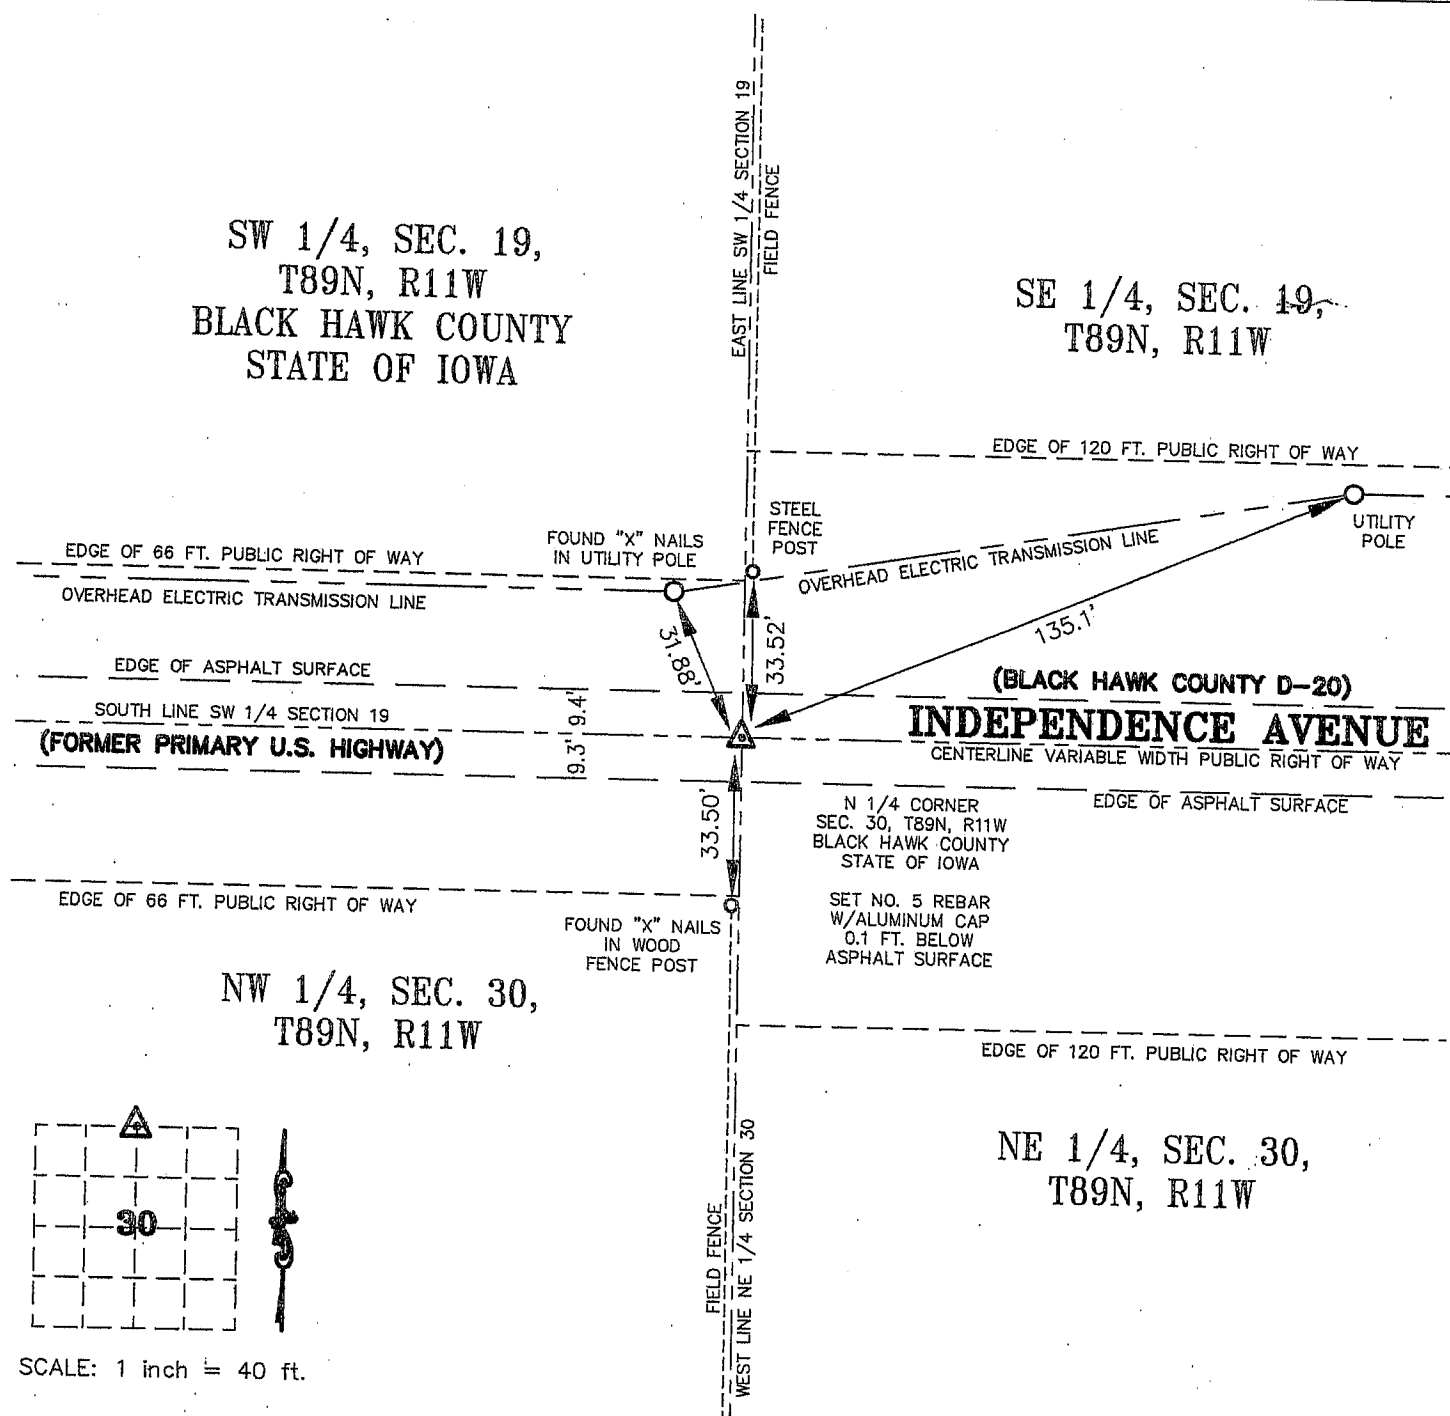 EAST LINE SW 1/4 SECTION 19
FIELD FENCE
SW 1/4, SEC. 19,
T89N, R11W
BLACK HAWK COUNTY
STATE OF IOWA
SE 1/4, SEC. 19,
T89N, R11W
EDGE OF 120 FT. PUBLIC RIGHT OF WAY
STEEL
FENCE
POST
UTILITY
POLE
FOUND "X" NAILS
IN UTILITY POLE
EDGE OF 66 FT. PUBLIC RIGHT OF WAY
OVERHEAD ELECTRIC TRANSMISSION LINE
OVERHEAD ELECTRIC TRANSMISSION LINE
31.88'
33.52'
135.1'
EDGE OF ASPHALT SURFACE
(BLACK HAWK COUNTY D-20)
SOUTH LINE SW 1/4 SECTION 19
9.4'
INDEPENDENCE AVENUE
(FORMER PRIMARY U.S. HIGHWAY)
9.3'
CENTERLINE VARIABLE WIDTH PUBLIC RIGHT OF WAY
33.50'
N 1/4 CORNER
SEC. 30, T89N, R11W
BLACK HAWK COUNTY
STATE OF IOWA
EDGE OF ASPHALT SURFACE
SET NO. 5 REBAR
W/ALUMINUM CAP
0.1 FT. BELOW
ASPHALT SURFACE
EDGE OF 66 FT. PUBLIC RIGHT OF WAY
FOUND "X" NAILS
IN WOOD
FENCE POST
NW 1/4, SEC. 30,
T89N, R11W
EDGE OF 120 FT. PUBLIC RIGHT OF WAY
NE 1/4, SEC. 30,
T89N, R11W
FIELD FENCE
WEST LINE NE 1/4 SECTION 30
30
SCALE: 1 inch = 40 ft.